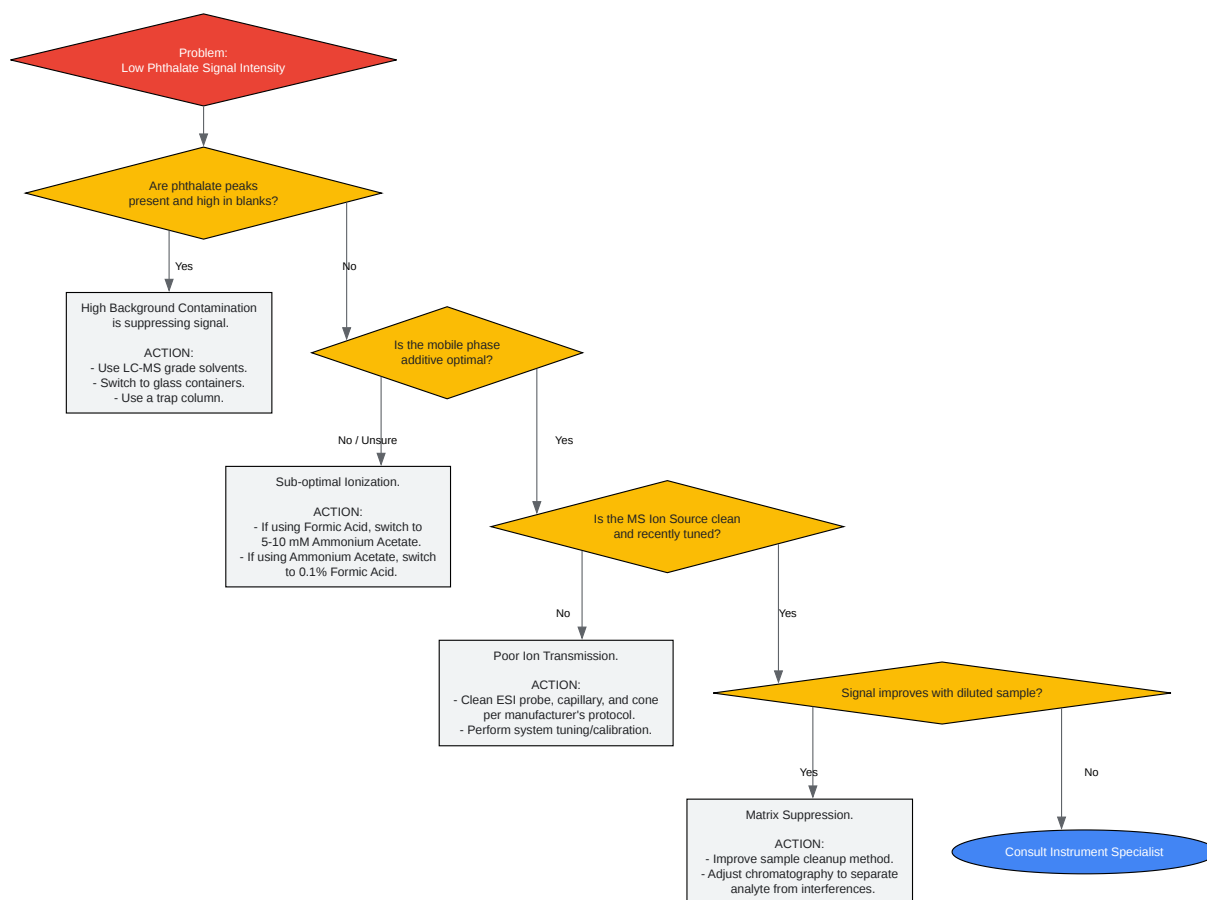 Problem:
Low Phthalate Signal Intensity
Are phthalate peaks
present and high in blanks?
Yes
No
High Background Contamination
is suppressing signal.
ACTION:
- Use LC-MS grade solvents.
- Switch to glass containers.
- Use a trap column.
Is the mobile phase
additive optimal?
No / Unsure
Yes
Sub-optimal Ionization.
ACTION:
- If using Formic Acid, switch to
5-10 mM Ammonium Acetate.
- If using Ammonium Acetate, switch
to 0.1% Formic Acid.
Is the MS Ion Source clean
and recently tuned?
No
Yes
Poor Ion Transmission.
ACTION:
- Clean ESI probe, capillary, and cone
per manufacturer's protocol.
- Perform system tuning/calibration.
Signal improves with diluted sample?
Yes
No
Matrix Suppression.
ACTION:
- Improve sample cleanup method.
- Adjust chromatography to separate
analyte from interferences.
Consult Instrument Specialist